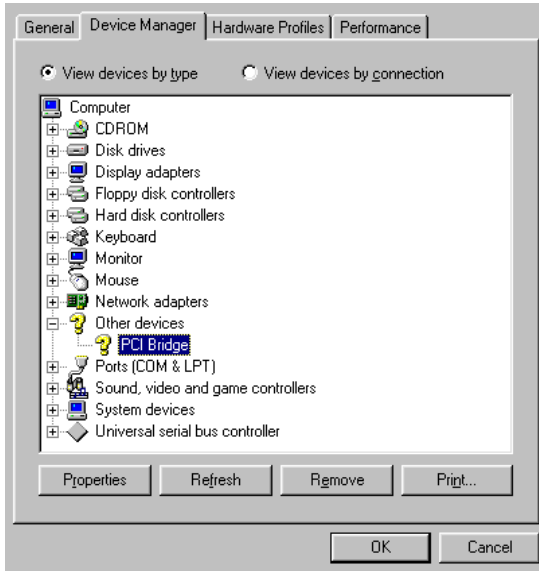 General Device Manager Hardware Profiles Performance
View devices by type View devices by connection
Computer
CDROM
Disk drives
Display adapters
Floppy disk controllers
Hard disk controllers
Keyboard
Monitor
Mouse
Network adapters
Other devices
PCI Bridge
Ports (COM & LPT)
Sound, video and game controllers
System devices
Universal serial bus controller
Properties Refresh Remove Print...
OK Cancel